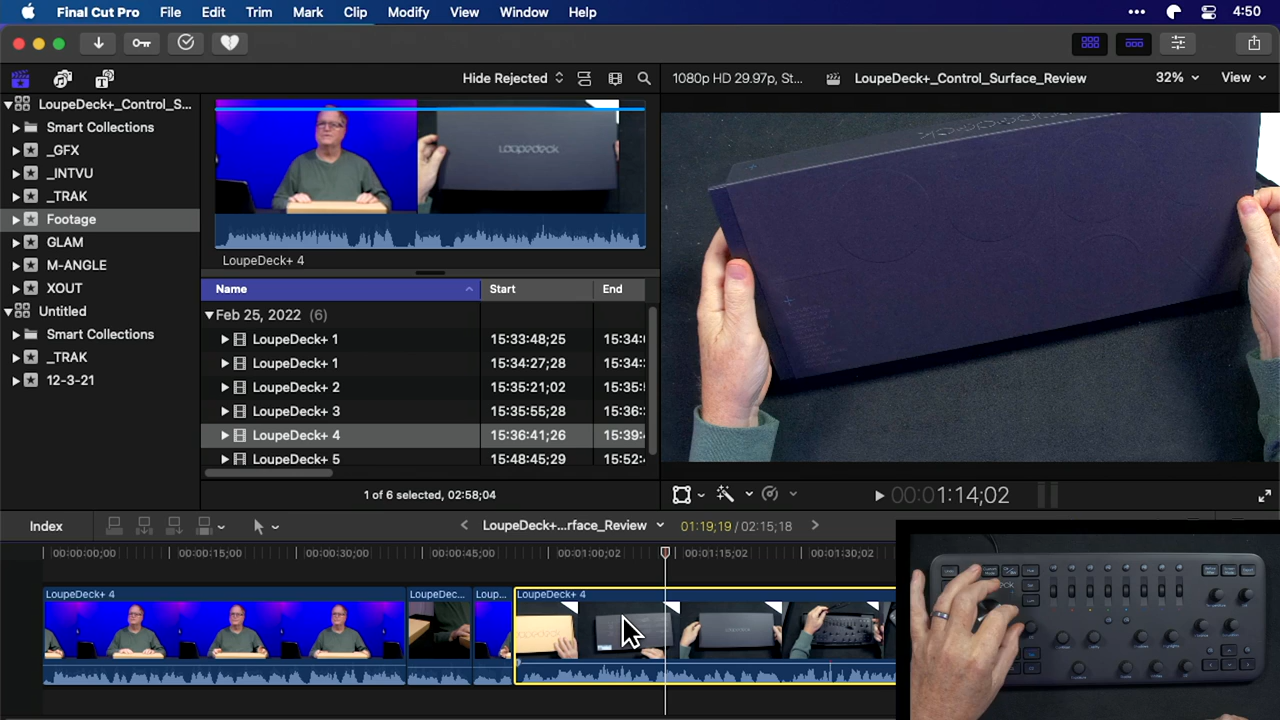 Final Cut Pro File Edit Trim Mark Clip Modify View Window Help 4:50
Hide Rejected 1080p HD 29.97p, St... LoupeDeck+_Control_Surface_Review 32% View
LoupeDeck+_Control_S...
Smart Collections
_GFX
_INTVU
_TRAK
Footage
GLAM
M-ANGLE
XOUT
Untitled
Smart Collections
_TRAK
12-3-21
loupedeck
LoupeDeck+ 4
Name Start End
Feb 25, 2022 (6)
LoupeDeck+ 1 15:33:48;25 15:34:
LoupeDeck+ 1 15:34:27;28 15:34:
LoupeDeck+ 2 15:35:21;02 15:35:
LoupeDeck+ 3 15:35:55;28 15:36:
LoupeDeck+ 4 15:36:41;26 15:39:
LoupeDeck+ 5 15:48:45;29 15:52:
1 of 6 selected, 02:58;04
00:00:01:14;02
Index LoupeDeck+...rface_Review 01:19;19 / 02:15;18
00:00:00;00 00:00:15;00 00:00:30;00 00:00:45;00 00:01:00;02 00:01:15;02 00:01:30;02
LoupeDeck+ 4 LoupeDec... Loup... LoupeDeck+ 4